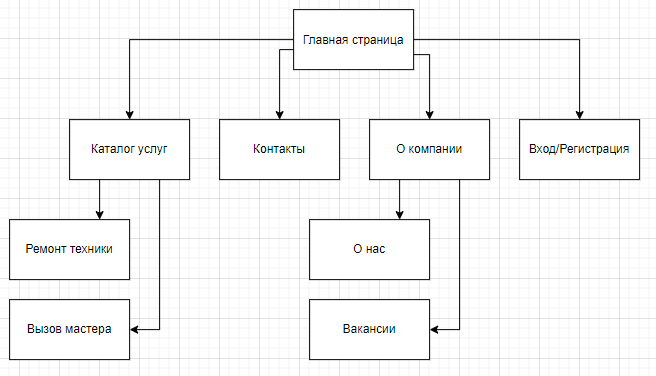 Главная страница
Каталог услуг
Контакты
О компании
Вход/Регистрация
Ремонт техники
О нас
Вызов мастера
Вакансии